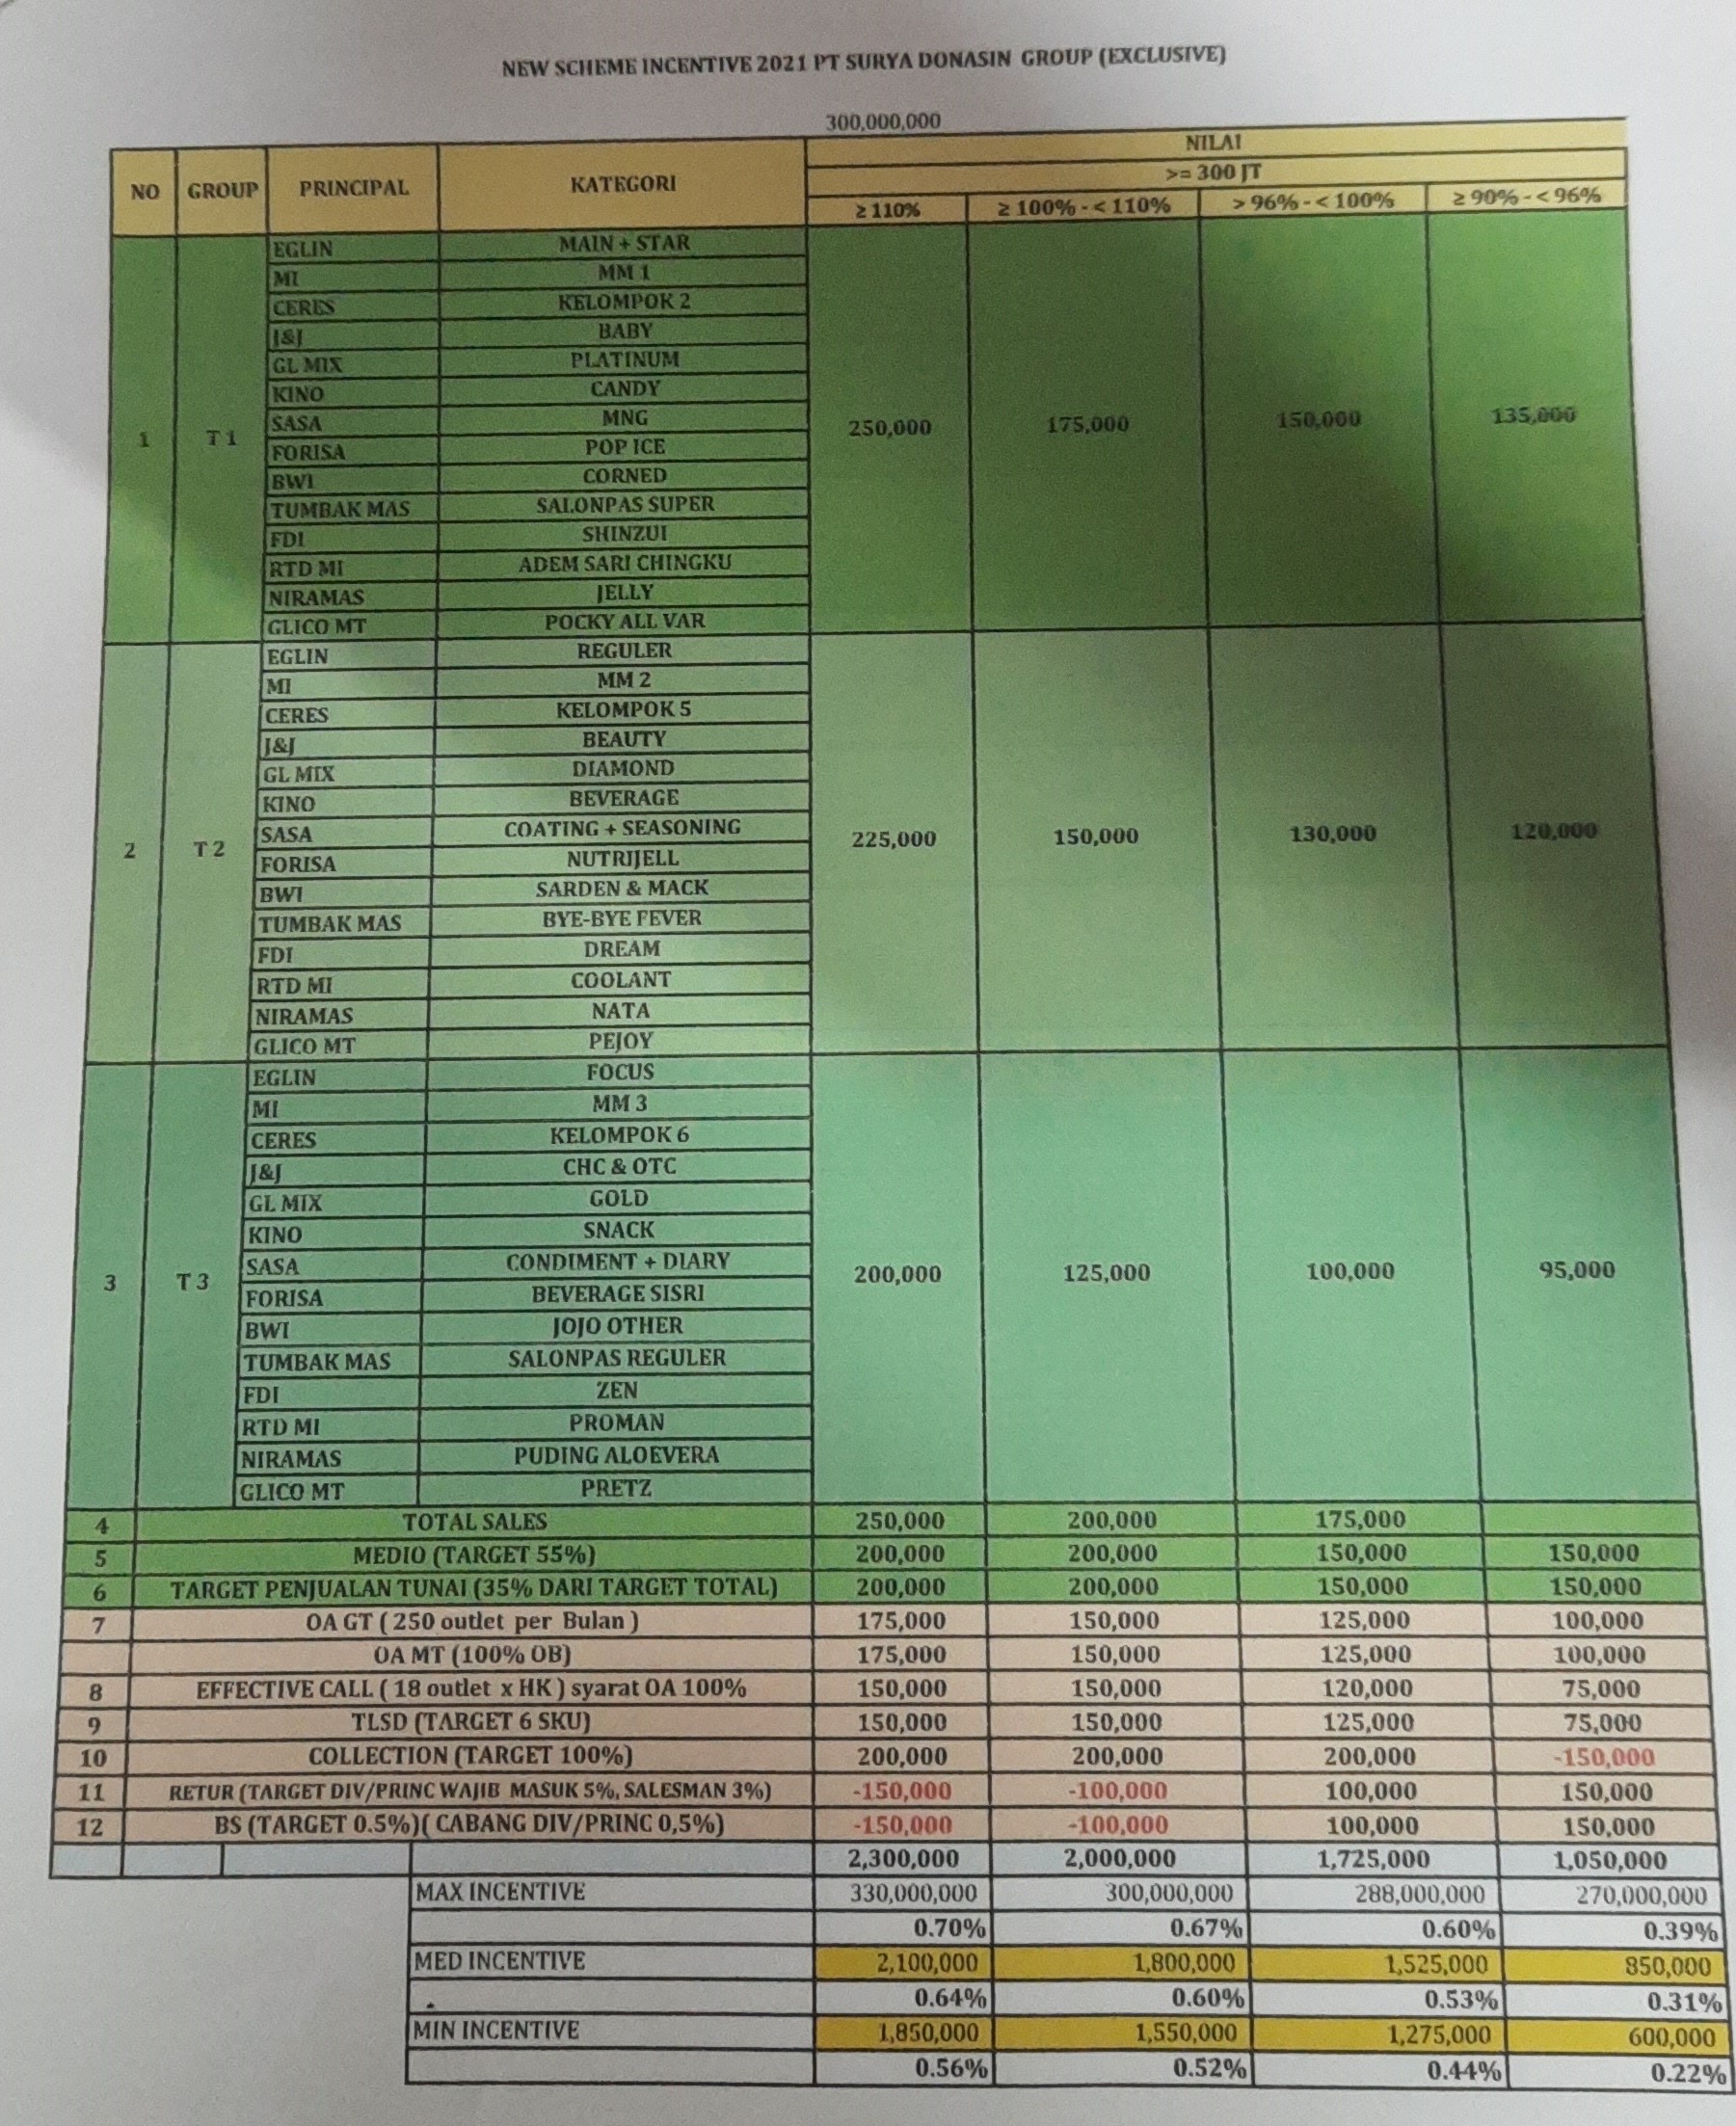 NEW SCHEME INCENTIVE 2021 PT SURYA DONASIN GROUP (EXCLUSIVE)
300,000,000
NO GROUP PRINCIPAL KATEGORI NILAI
>= 300 JT
≥ 110% ≥ 100% - < 110% > 96% - < 100% ≥ 90% - < 96%
1 T 1 250,000 175,000 150,000 135,000
EGLIN MAIN + STAR
MI MM 1
CERES KELOMPOK 2
J&J BABY
GL MIX PLATINUM
KINO CANDY
SASA MNG
FORISA POP ICE
BWI CORNED
TUMBAK MAS SALONPAS SUPER
FDI SHINZUI
RTD MI ADEM SARI CHINGKU
NIRAMAS JELLY
GLICO MT POCKY ALL VAR
2 T 2 225,000 150,000 130,000 120,000
EGLIN REGULER
MI MM 2
CERES KELOMPOK 5
J&J BEAUTY
GL MIX DIAMOND
KINO BEVERAGE
SASA COATING + SEASONING
FORISA NUTRIJELL
BWI SARDEN & MACK
TUMBAK MAS BYE-BYE FEVER
FDI DREAM
RTD MI COOLANT
NIRAMAS NATA
GLICO MT PEJOY
3 T 3 200,000 125,000 100,000 95,000
EGLIN FOCUS
MI MM 3
CERES KELOMPOK 6
J&J CHC & OTC
GL MIX GOLD
KINO SNACK
SASA CONDIMENT + DIARY
FORISA BEVERAGE SISRI
BWI JOJO OTHER
TUMBAK MAS SALONPAS REGULER
FDI ZEN
RTD MI PROMAN
NIRAMAS PUDING ALOEVERA
GLICO MT PRETZ
4 TOTAL SALES 250,000 200,000 175,000
5 MEDIO (TARGET 55%) 200,000 200,000 150,000 150,000
6 TARGET PENJUALAN TUNAI (35% DARI TARGET TOTAL) 200,000 200,000 150,000 150,000
7 OA GT ( 250 outlet per Bulan ) 175,000 150,000 125,000 100,000
OA MT (100% OB) 175,000 150,000 125,000 100,000
8 EFFECTIVE CALL ( 18 outlet x HK ) syarat OA 100% 150,000 150,000 120,000 75,000
9 TLSD (TARGET 6 SKU) 150,000 150,000 125,000 75,000
10 COLLECTION (TARGET 100%) 200,000 200,000 200,000 -150,000
11 RETUR (TARGET DIV/PRINC WAJIB MASUK 5%, SALESMAN 3%) -150,000 -100,000 100,000 150,000
12 BS (TARGET 0.5%)( CABANG DIV/PRINC 0,5%) -150,000 -100,000 100,000 150,000
2,300,000 2,000,000 1,725,000 1,050,000
MAX INCENTIVE 330,000,000 300,000,000 288,000,000 270,000,000
0.70% 0.67% 0.60% 0.39%
MED INCENTIVE 2,100,000 1,800,000 1,525,000 850,000
0.64% 0.60% 0.53% 0.31%
MIN INCENTIVE 1,850,000 1,550,000 1,275,000 600,000
0.56% 0.52% 0.44% 0.22%